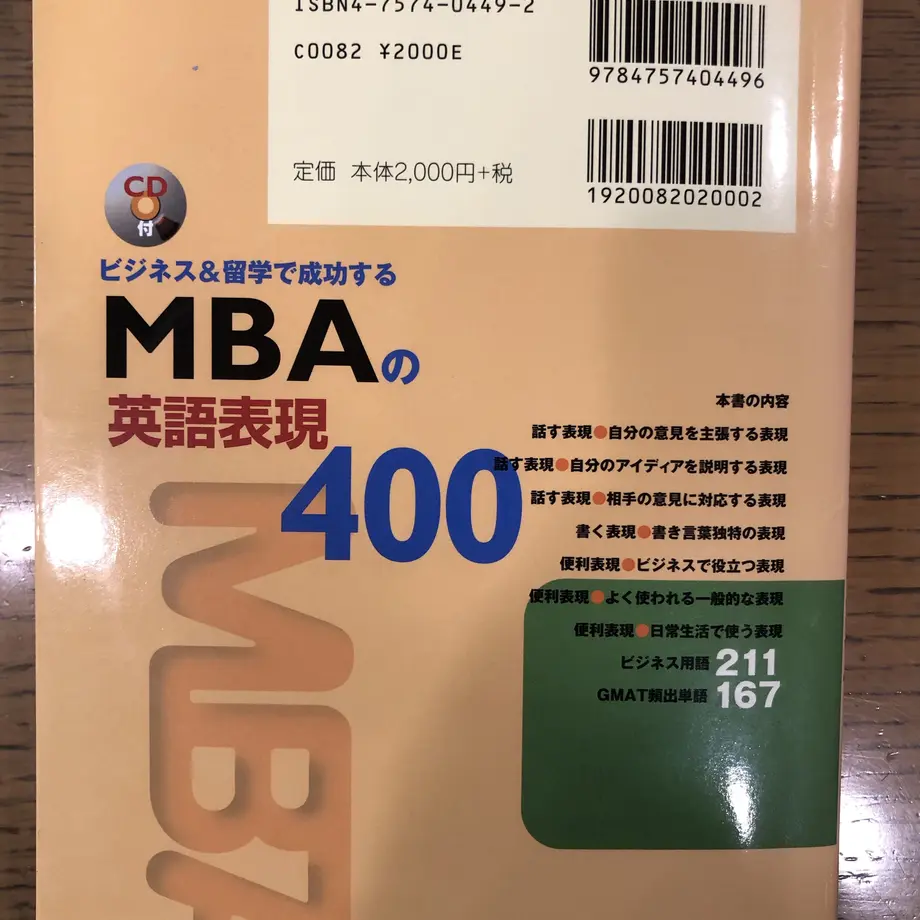 ISBN4-7574-0449-2
C0082 ¥2000E
9784757404496
定価 本体2,000円+税
1920082020002
CD
付
ビジネス&留学で成功する
MBAの
英語表現
400
本書の内容
話す表現●自分の意見を主張する表現
話す表現●自分のアイディアを説明する表現
話す表現●相手の意見に対応する表現
書く表現●書き言葉独特の表現
便利表現●ビジネスで役立つ表現
便利表現●よく使われる一般的な表現
便利表現●日常生活で使う表現
ビジネス用語 211
GMAT頻出単語 167
MBA